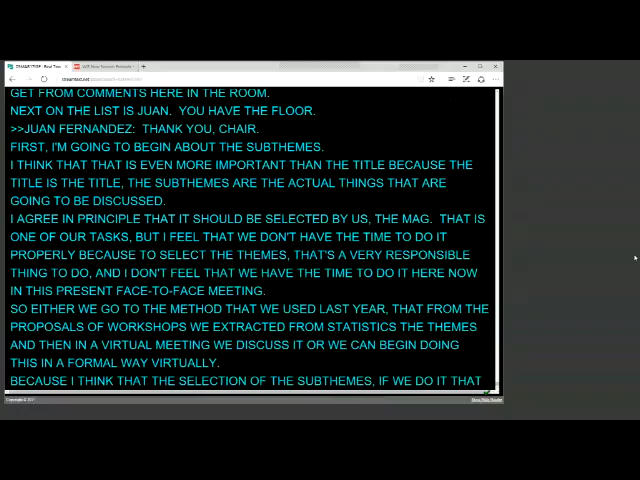 streamtext.net
GET FROM COMMENTS HERE IN THE ROOM.
NEXT ON THE LIST IS JUAN.  YOU HAVE THE FLOOR.
>>JUAN FERNANDEZ:  THANK YOU, CHAIR.
FIRST, I'M GOING TO BEGIN ABOUT THE SUBTHEMES.
I THINK THAT THAT IS EVEN MORE IMPORTANT THAN THE TITLE BECAUSE THE
TITLE IS THE TITLE, THE SUBTHEMES ARE THE ACTUAL THINGS THAT ARE
GOING TO BE DISCUSSED.
I AGREE IN PRINCIPLE THAT IT SHOULD BE SELECTED BY US, THE MAG.  THAT IS
ONE OF OUR TASKS, BUT I FEEL THAT WE DON'T HAVE THE TIME TO DO IT
PROPERLY BECAUSE TO SELECT THE THEMES, THAT'S A VERY RESPONSIBLE
THING TO DO, AND I DON'T FEEL THAT WE HAVE THE TIME TO DO IT HERE NOW
IN THIS PRESENT FACE-TO-FACE MEETING.
SO EITHER WE GO TO THE METHOD THAT WE USED LAST YEAR, THAT FROM THE
PROPOSALS OF WORKSHOPS WE EXTRACTED FROM STATISTICS THE THEMES
AND THEN IN A VIRTUAL MEETING WE DISCUSS IT OR WE CAN BEGIN DOING
THIS IN A FORMAL WAY VIRTUALLY.
BECAUSE I THINK THAT THE SELECTION OF THE SUBTHEMES, IF WE DO IT THAT